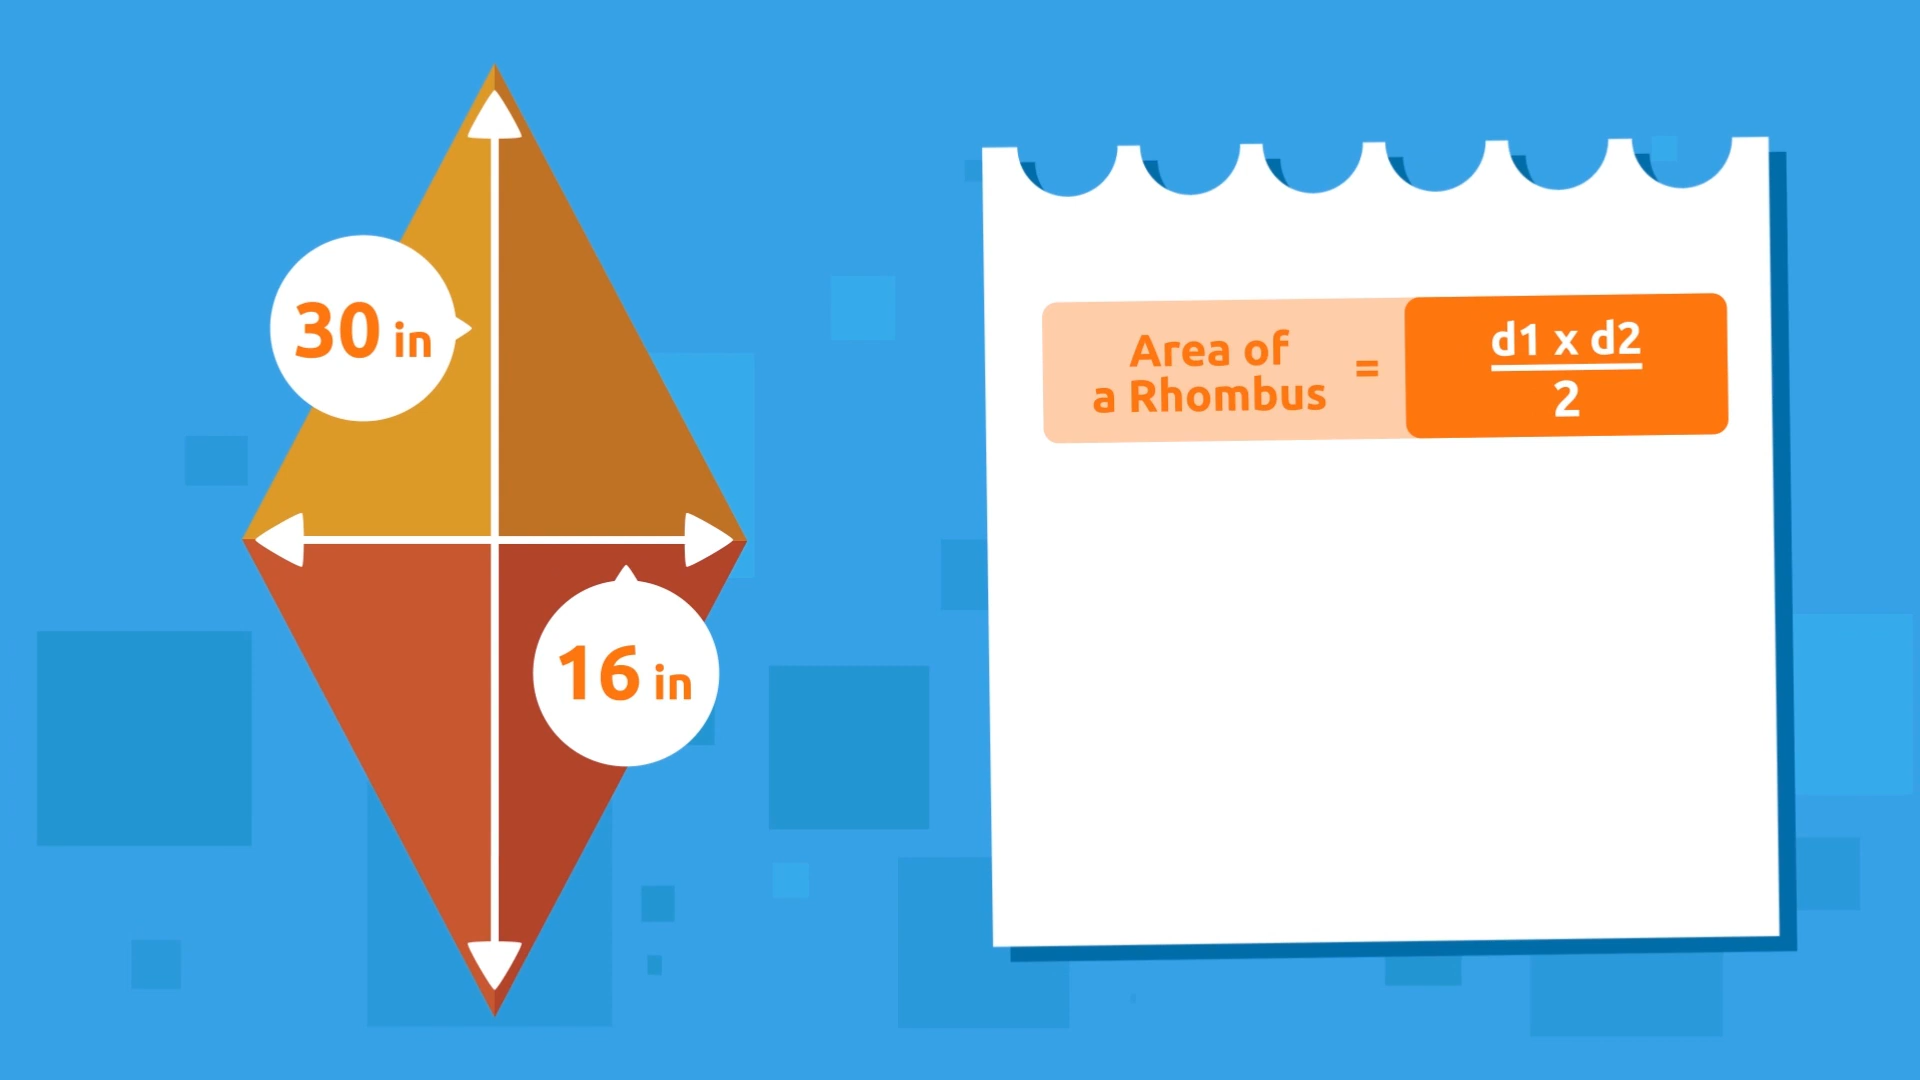 30 in
16 in
Area of
a Rhombus
=
d1 x d2
2